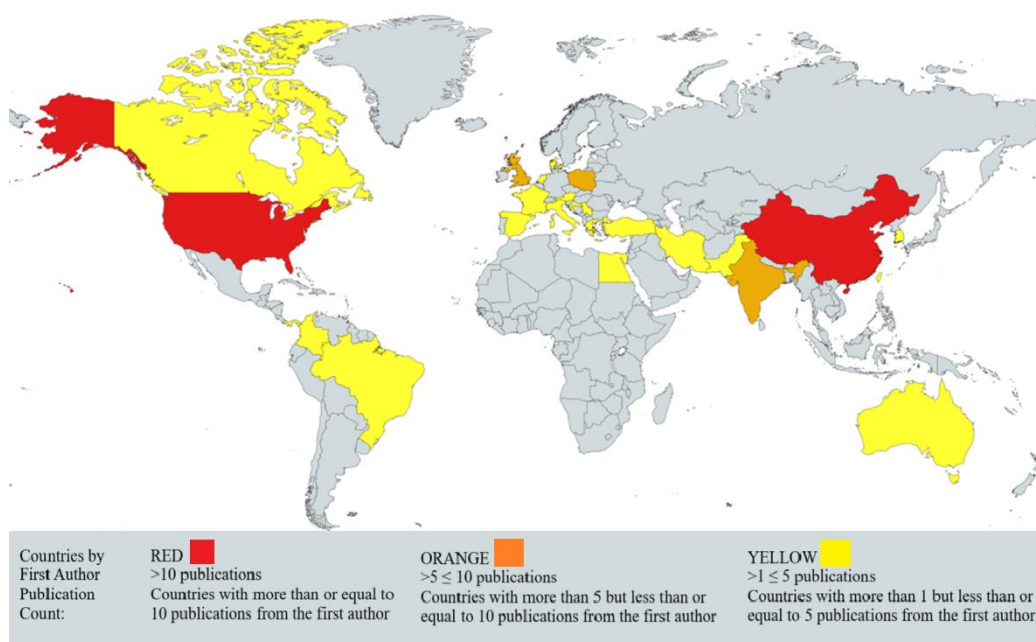 Countries by
First Author
Publication
Count:
RED
>10 publications
Countries with more than or equal to
10 publications from the first author
ORANGE
>5 ≤ 10 publications
Countries with more than 5 but less than or
equal to 10 publications from the first author
YELLOW
>1 ≤ 5 publications
Countries with more than 1 but less than or
equal to 5 publications from the first author